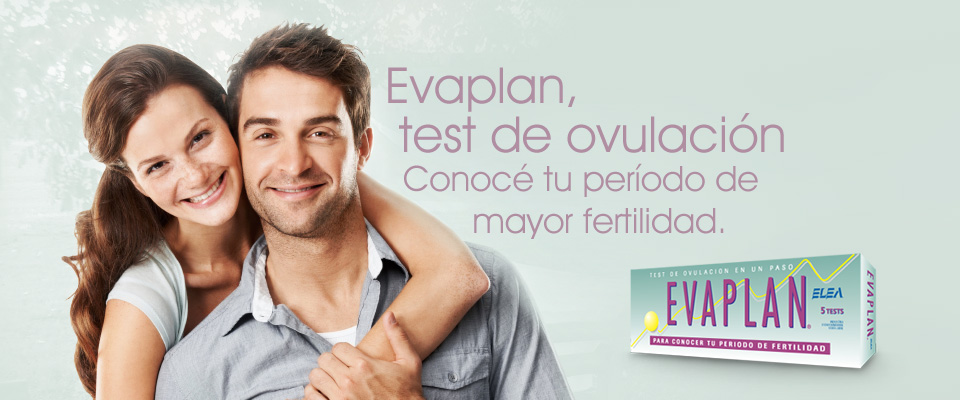 Evaplan,
test de ovulación
Conocé tu período de
mayor fertilidad.
TEST DE OVULACION EN UN PASO
ELEA
EVAPLAN®
5 TESTS
PARA CONOCER TU PERIODO DE FERTILIDAD
EVAPLAN